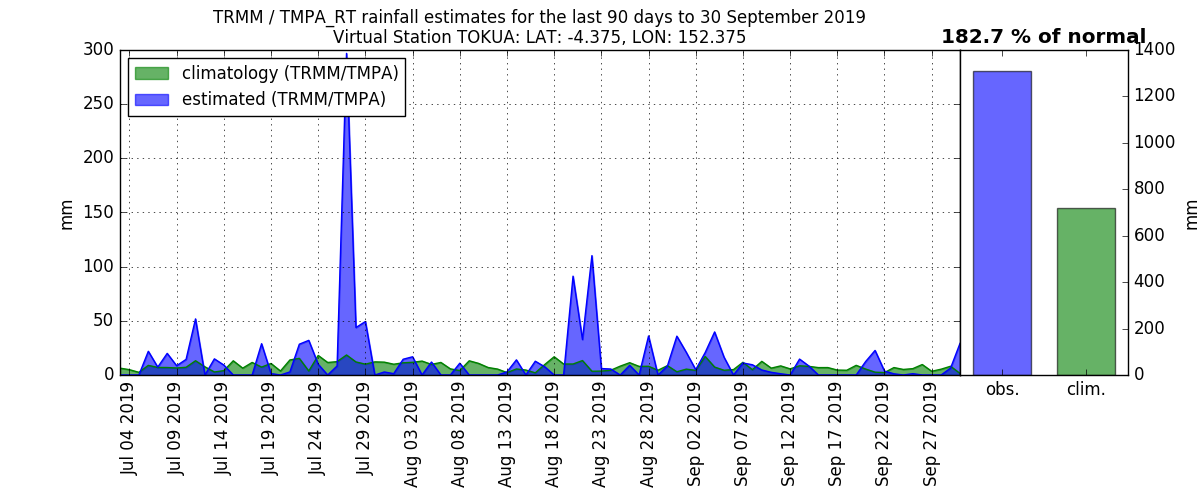 TRMM / TMPA_RT rainfall estimates for the last 90 days to 30 September 2019
Virtual Station TOKUA: LAT: -4.375, LON: 152.375
182.7 % of normal
climatology (TRMM/TMPA)
estimated (TRMM/TMPA)
300
250
200
150
100
50
0
mm
Jul 04 2019
Jul 09 2019
Jul 14 2019
Jul 19 2019
Jul 24 2019
Jul 29 2019
Aug 03 2019
Aug 08 2019
Aug 13 2019
Aug 18 2019
Aug 23 2019
Aug 28 2019
Sep 02 2019
Sep 07 2019
Sep 12 2019
Sep 17 2019
Sep 22 2019
Sep 27 2019
1400
1200
1000
800
600
400
200
0
mm
obs.
clim.